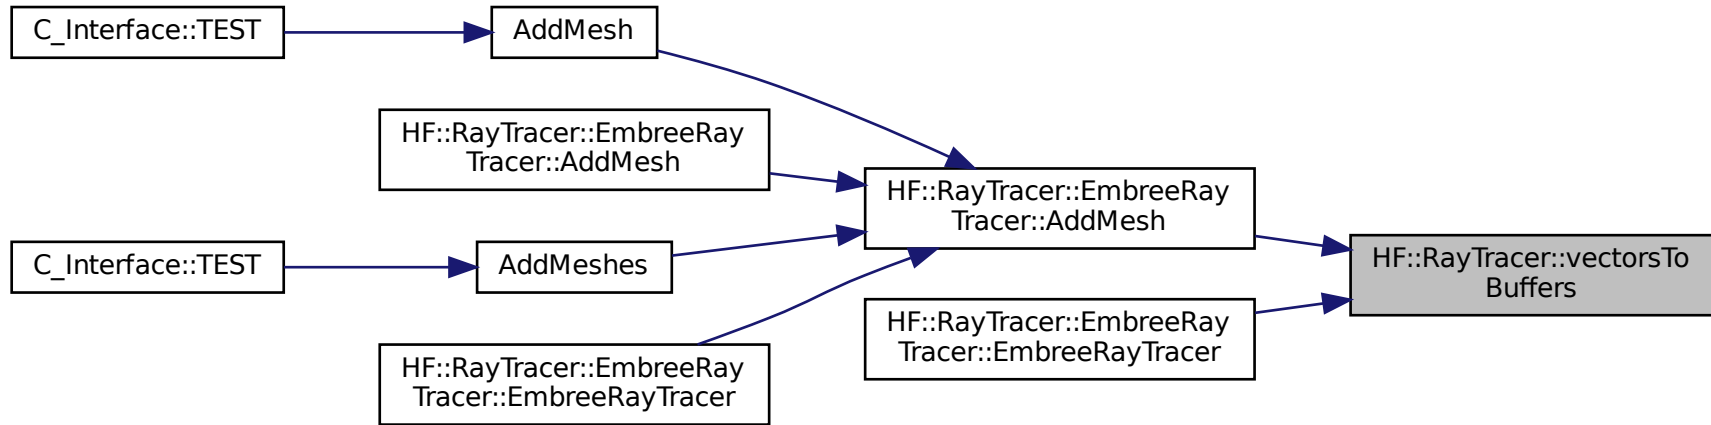 C_Interface::TEST
AddMesh
HF::RayTracer::EmbreeRay
Tracer::AddMesh
HF::RayTracer::EmbreeRay
Tracer::AddMesh
C_Interface::TEST
AddMeshes
HF::RayTracer::vectorsTo
Buffers
HF::RayTracer::EmbreeRay
Tracer::EmbreeRayTracer
HF::RayTracer::EmbreeRay
Tracer::EmbreeRayTracer